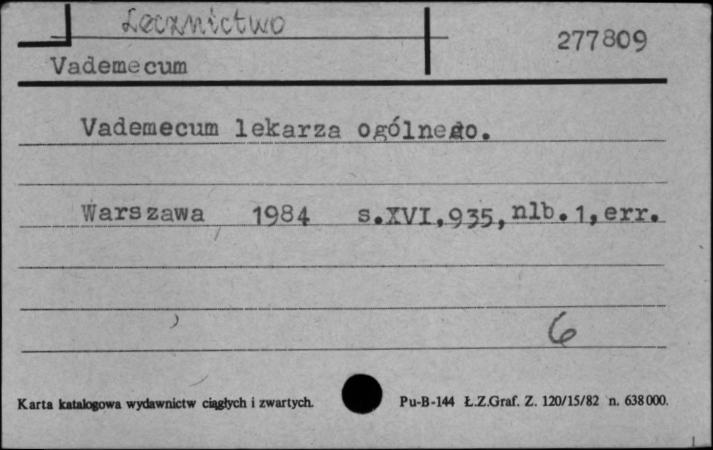 Lecznictwo
277809
Vademecum
Vademecum lekarza ogólnego.
Warszawa 1984 s.XVI,935,nlb.1,err.
6
Karta katalogowa wydawnictw ciągłych i zwartych.
Pu-B-144 Ł.Z.Graf. Z. 120/15/82 n. 638000.